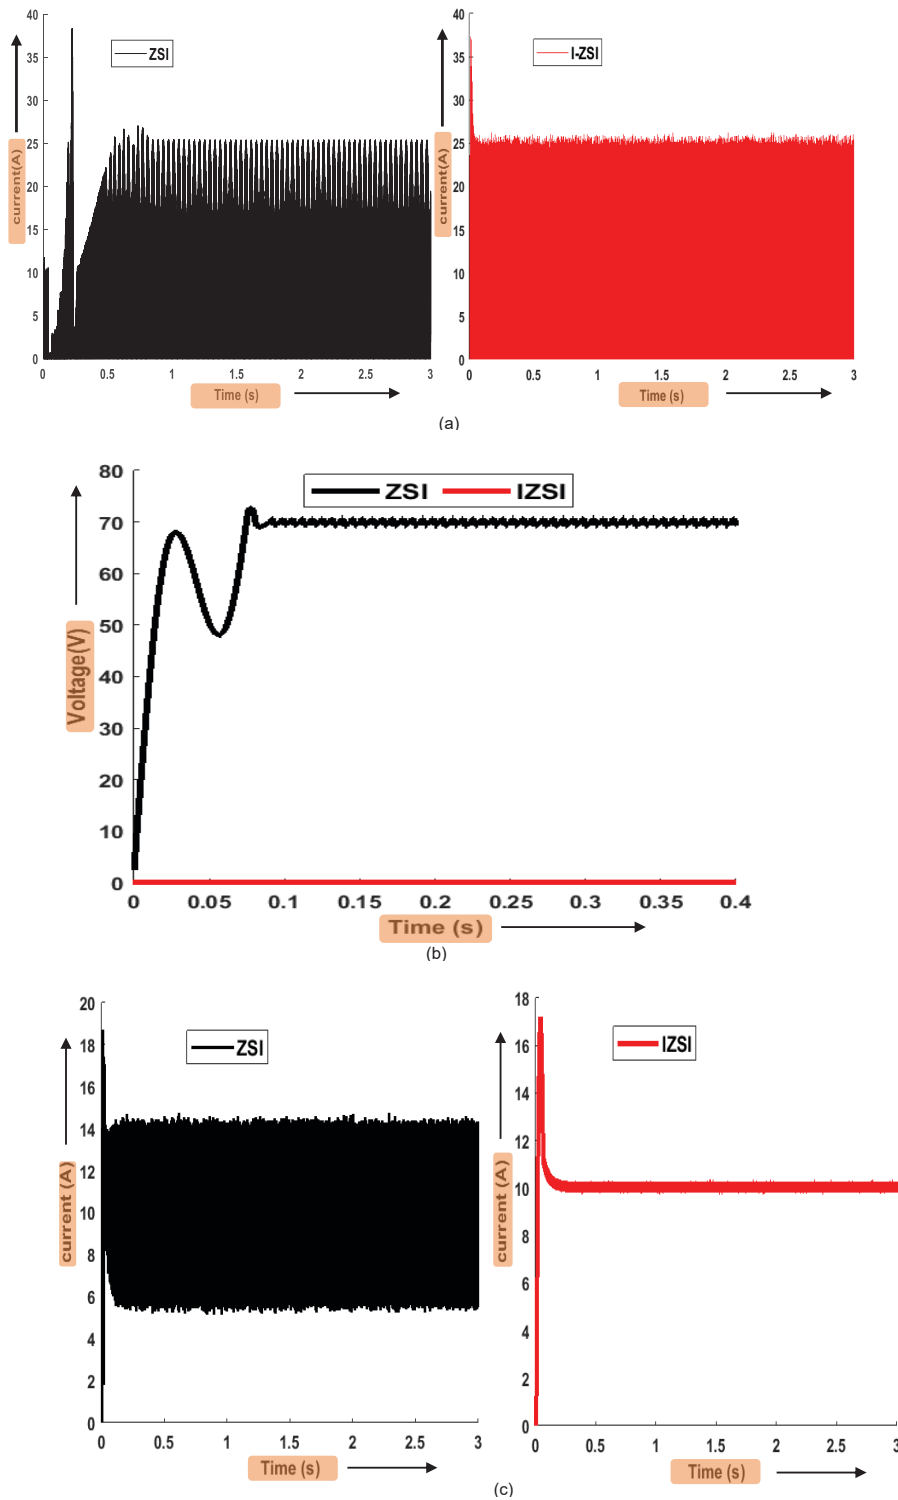 40
35
30
25
20
15
10
5
0
current(A)
ZSI
0 0.5 1 1.5 2 2.5 3
Time (s)
40
35
30
25
20
15
10
5
0
current(A)
I-ZSI
0 0.5 1 1.5 2 2.5 3
Time (s)
(a)
80
70
60
50
40
30
20
10
0
Voltage(V)
ZSI IZSI
0 0.05 0.1 0.15 0.2 0.25 0.3 0.35 0.4
Time (s)
(b)
20
18
16
14
12
10
8
6
4
2
0
current (A)
ZSI
0 0.5 1 1.5 2 2.5 3
Time (s)
18
16
14
12
10
8
6
4
2
0
current (A)
IZSI
0 0.5 1 1.5 2 2.5 3
Time (s)
(c)